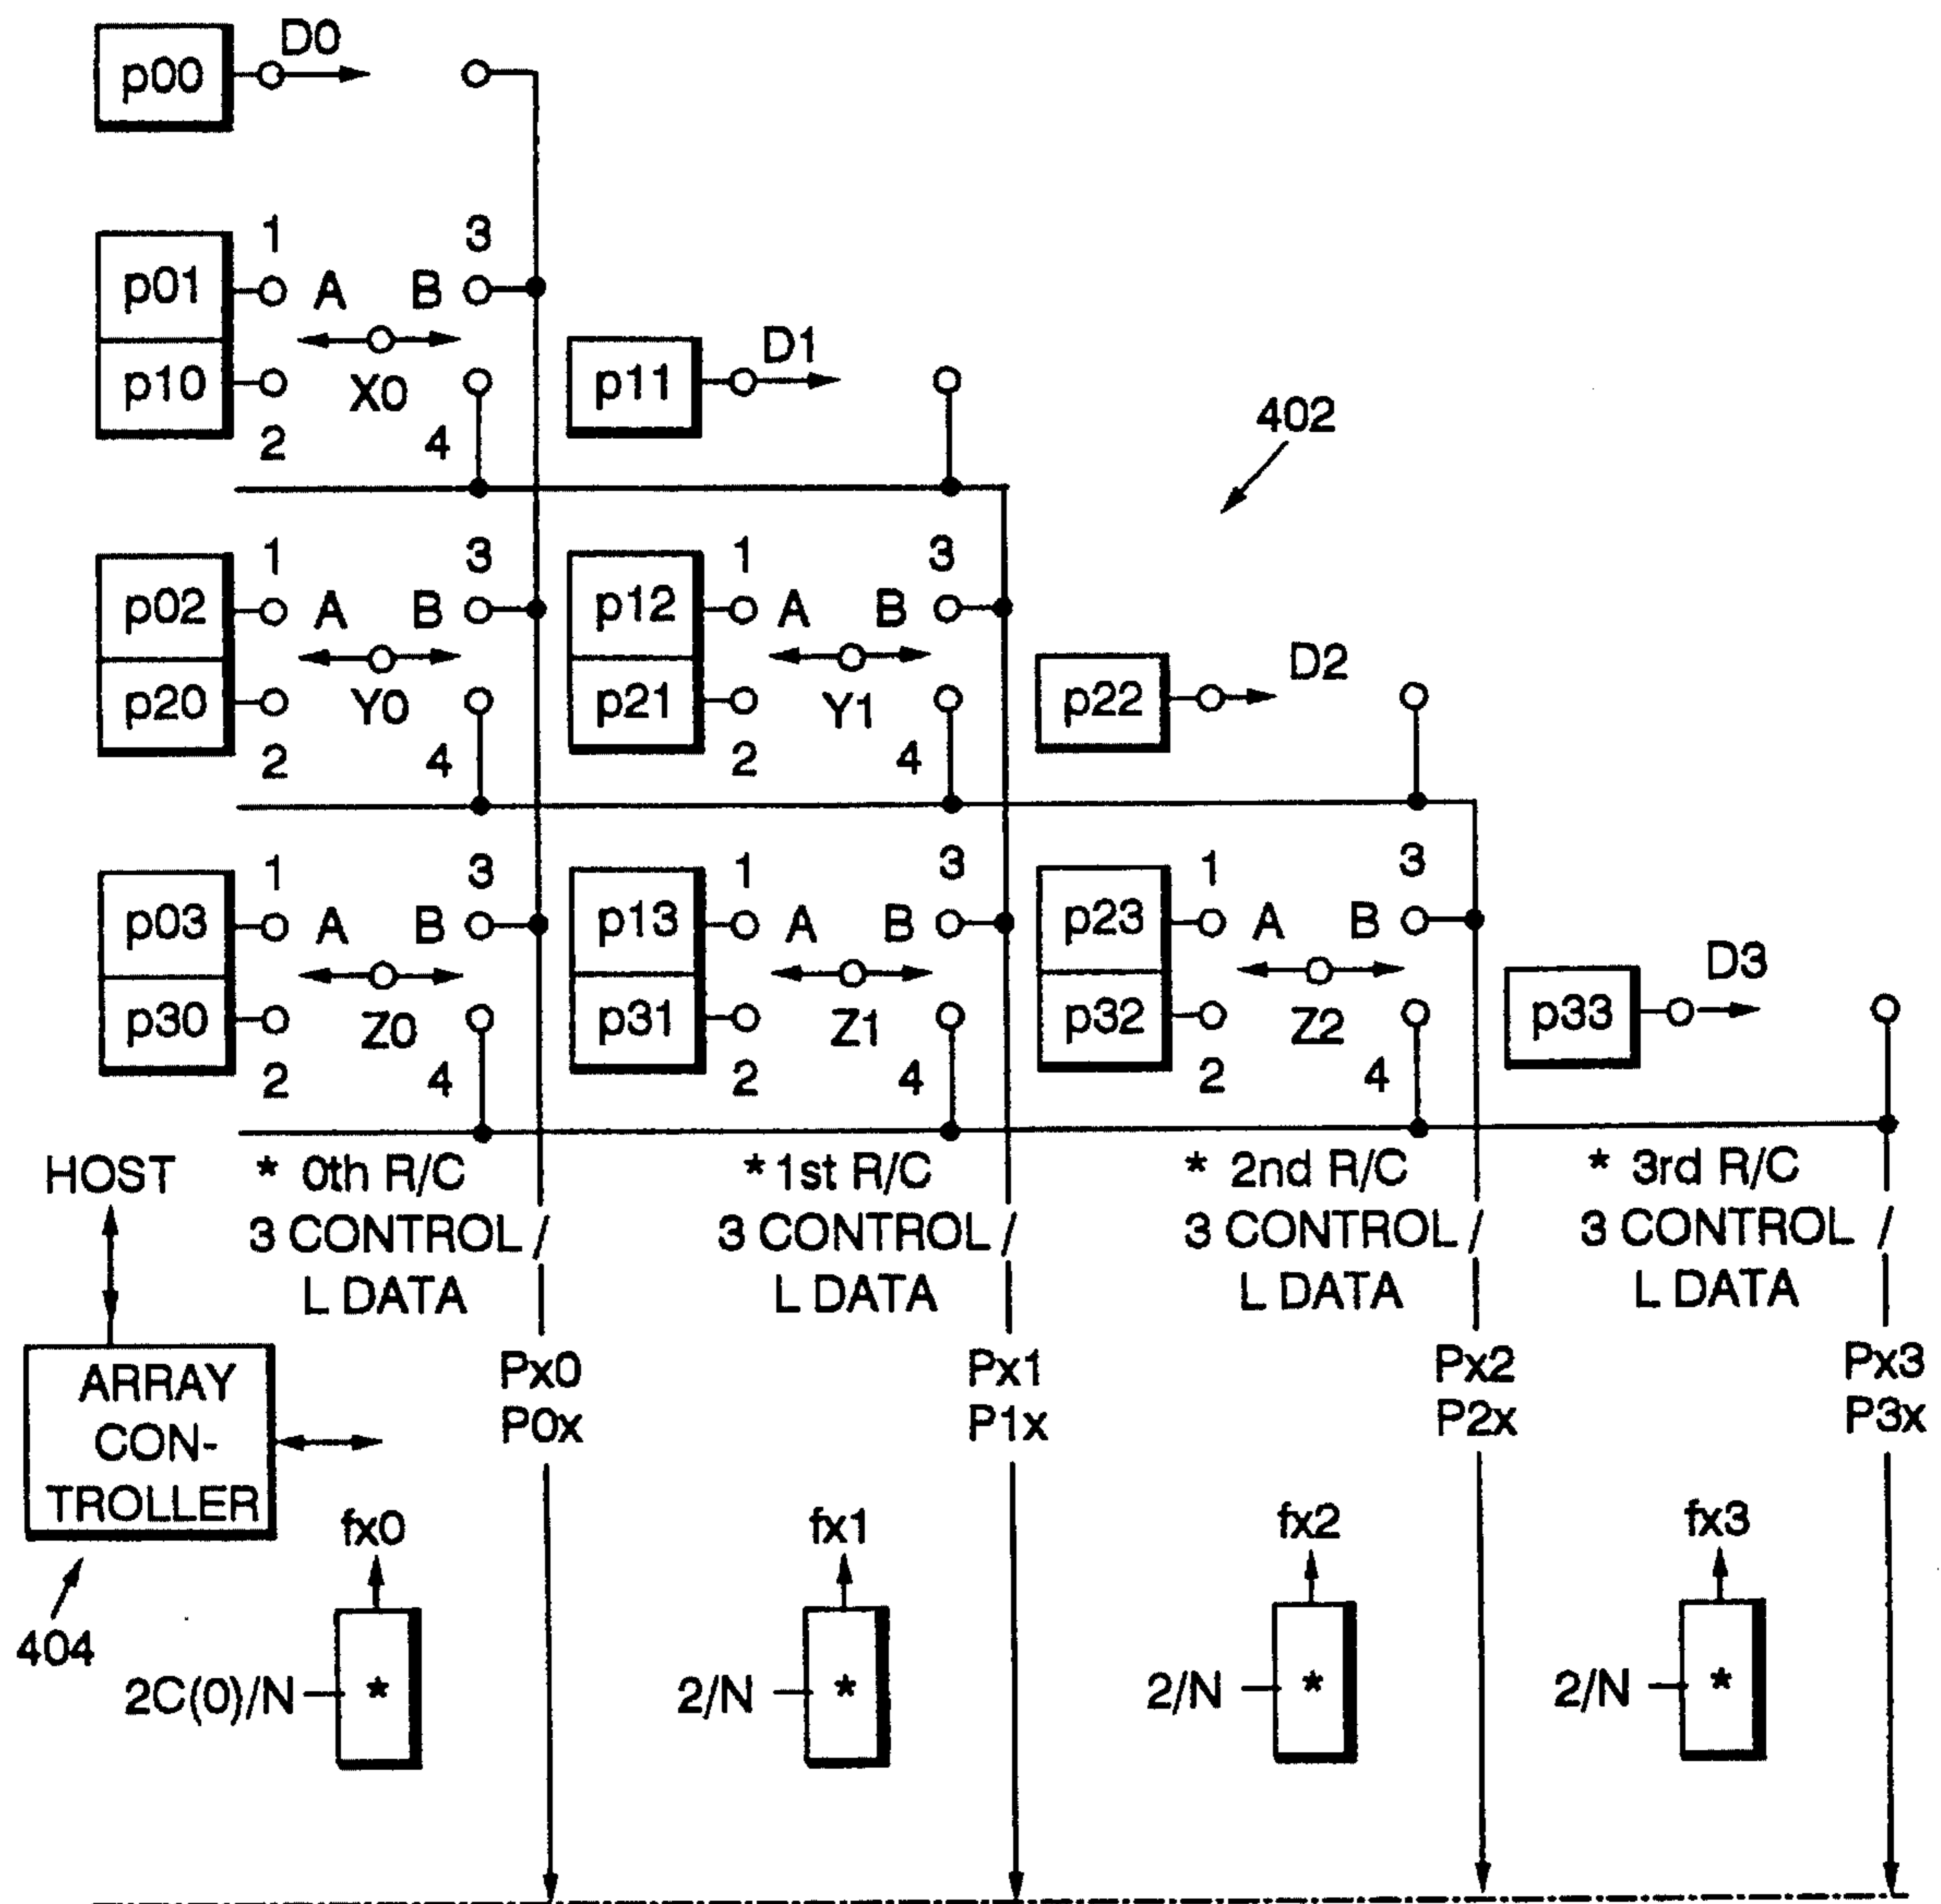 p00 D0
1 3
p01 A B
p10 X0
2 4
p11 D1
402
1 3 1 3
p02 A B p12 A B
p20 Y0 p21 Y1
2 4 2 4
p22 D2
1 3 1 3 1 3
p03 A B p13 A B p23 A B
p30 Z0 p31 Z1 p32 Z2
2 4 2 4 2 4
p33 D3
HOST * 0th R/C * 1st R/C * 2nd R/C * 3rd R/C
3 CONTROL 3 CONTROL 3 CONTROL 3 CONTROL
L DATA L DATA L DATA L DATA
Px0 Px1 Px2 Px3
P0x P1x P2x P3x
ARRAY
CON-
TROLLER
404
fx0 fx1 fx2 fx3
2C(0)/N * 2/N * 2/N * 2/N *